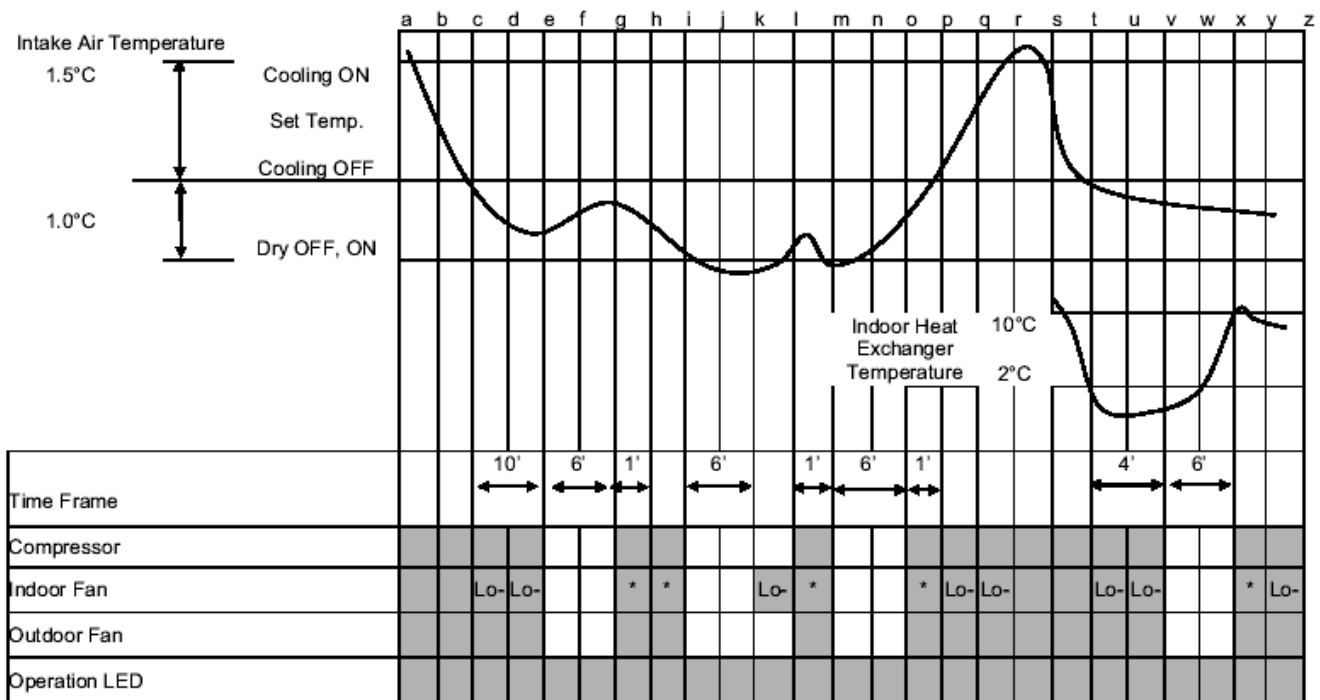 a b c d e f g h i j k l m n o p q r s t u v w x y z
Intake Air Temperature
1.5°C
Cooling ON
Set Temp.
Cooling OFF
1.0°C
Dry OFF, ON
Indoor Heat 10°C
Exchanger
Temperature 2°C
10' 6' 1' 6' 1' 6' 1' 4' 6'
Time Frame
Compressor
Indoor Fan Lo- Lo- * * Lo- * * Lo- Lo- Lo- Lo- * Lo-
Outdoor Fan
Operation LED